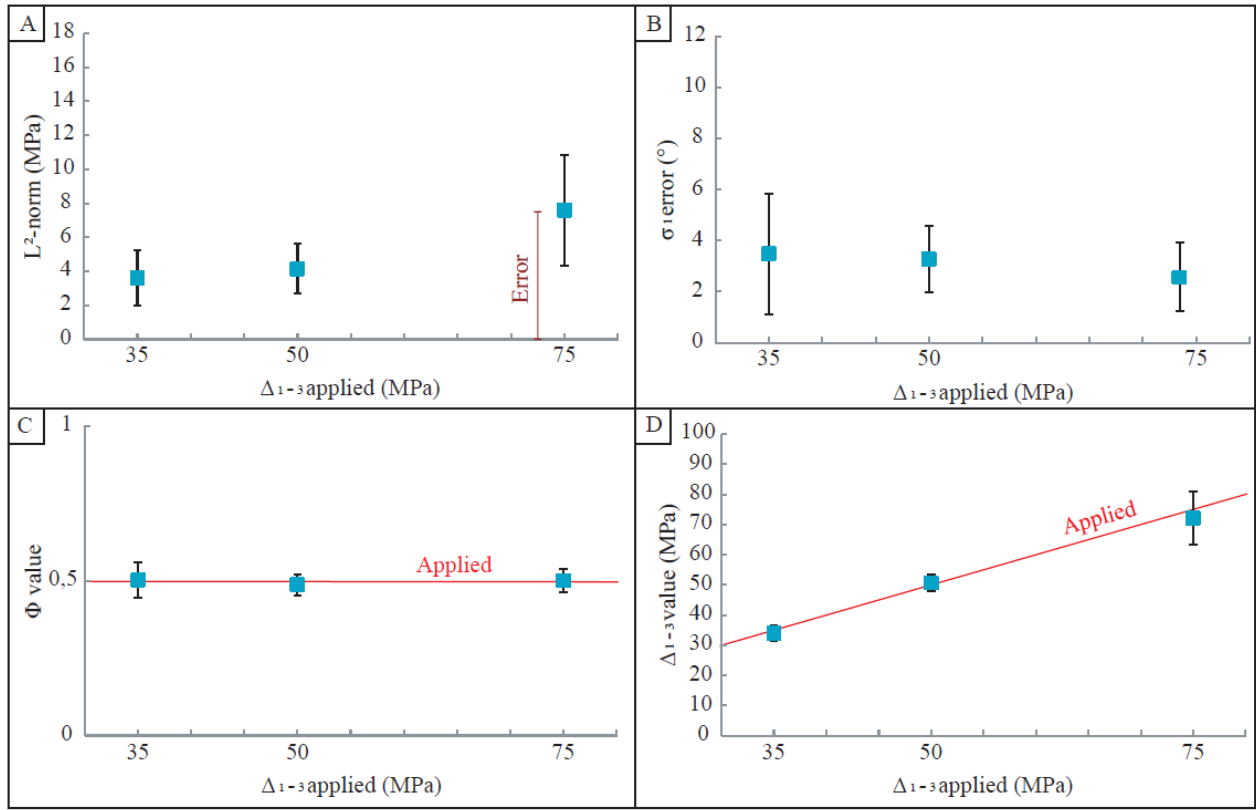 A
18
16
14
12
10
8
6
4
2
0
L²-norm (MPa)
Error
35 50 75
Δ₁₋₃ applied (MPa)
B
12
10
8
6
4
2
0
σ₁ error (°)
35 50 75
Δ₁₋₃ applied (MPa)
C
1
0,5
0
Φ value
Applied
35 50 75
Δ₁₋₃ applied (MPa)
D
100
90
80
70
60
50
40
30
20
10
0
Δ₁₋₃ value (MPa)
Applied
35 50 75
Δ₁₋₃ applied (MPa)